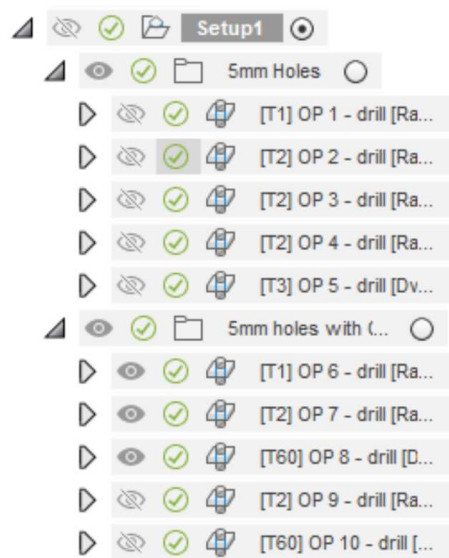 Setup1
5mm Holes
[T1] OP 1 - drill [Ra...
[T2] OP 2 - drill [Ra...
[T2] OP 3 - drill [Ra...
[T2] OP 4 - drill [Ra...
[T3] OP 5 - drill [Dv...
5mm holes with (...
[T1] OP 6 - drill [Ra...
[T2] OP 7 - drill [Ra...
[T60] OP 8 - drill [D...
[T2] OP 9 - drill [Ra...
[T60] OP 10 - drill [...